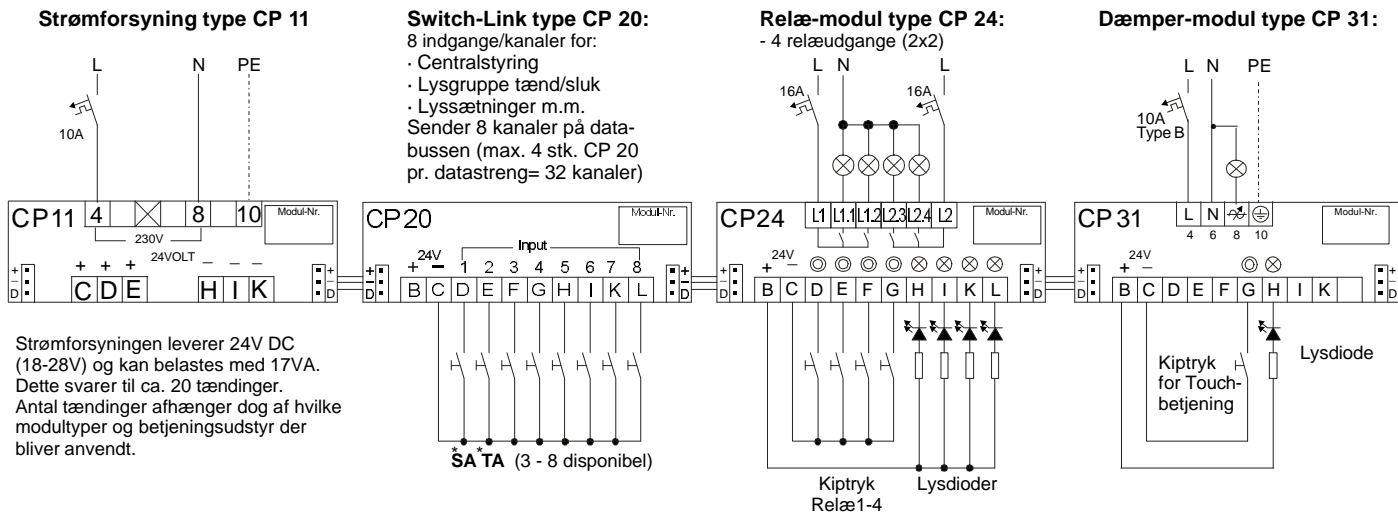 Strømforsyning type CP 11
L N PE
10A
CP11 4 8 10 Modul-Nr.
230V
24VOLT
+ + + – – –
C D E H I K
+ D + D
Strømforsyningen leverer 24V DC
(18-28V) og kan belastes med 17VA.
Dette svarer til ca. 20 tændinger.
Antal tændinger afhænger dog af hvilke
modultyper og betjeningsudstyr der
bliver anvendt.
Switch-Link type CP 20:
8 indgange/kanaler for:
· Centralstyring
· Lysgruppe tænd/sluk
· Lyssætninger m.m.
Sender 8 kanaler på data-
bussen (max. 4 stk. CP 20
pr. datastreng= 32 kanaler)
CP20 Modul-Nr.
24V Input
+ – 1 2 3 4 5 6 7 8
B C D E F G H I K L
+ D + D
*SA *TA (3 - 8 disponibel)
Relæ-modul type CP 24:
- 4 relæudgange (2x2)
L N L
16A 16A
CP24 L1 L1.1 L1.2 L2.3 L2.4 L2 Modul-Nr.
24V
+ –
B C D E F G H I K L
+ D + D
Kiptryk
Relæ1-4
Lysdioder
Dæmper-modul type CP 31:
L N PE
10A
Type B
CP 31 L N Modul-Nr.
4 6 8 10
24V
+ –
B C D E F G H I K
+ D + D
Kiptryk
for Touch-
betjening
Lysdiode